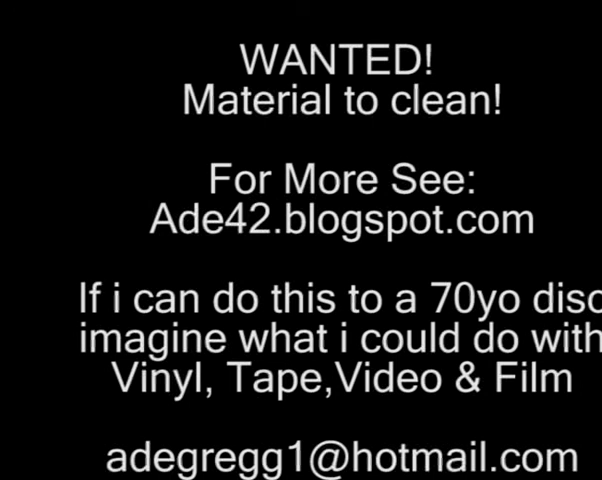 WANTED!
Material to clean!
For More See:
Ade42.blogspot.com
If i can do this to a 70yo disc
imagine what i could do with
Vinyl, Tape,Video & Film
adegregg1@hotmail.com